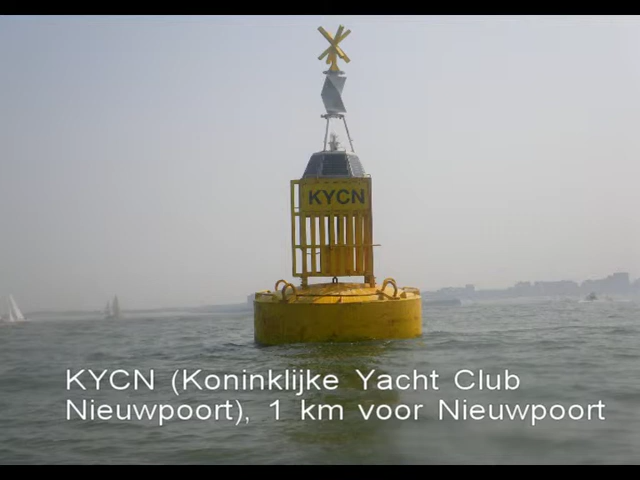 KYCN
KYCN (Koninklijke Yacht Club
Nieuwpoort), 1 km voor Nieuwpoort